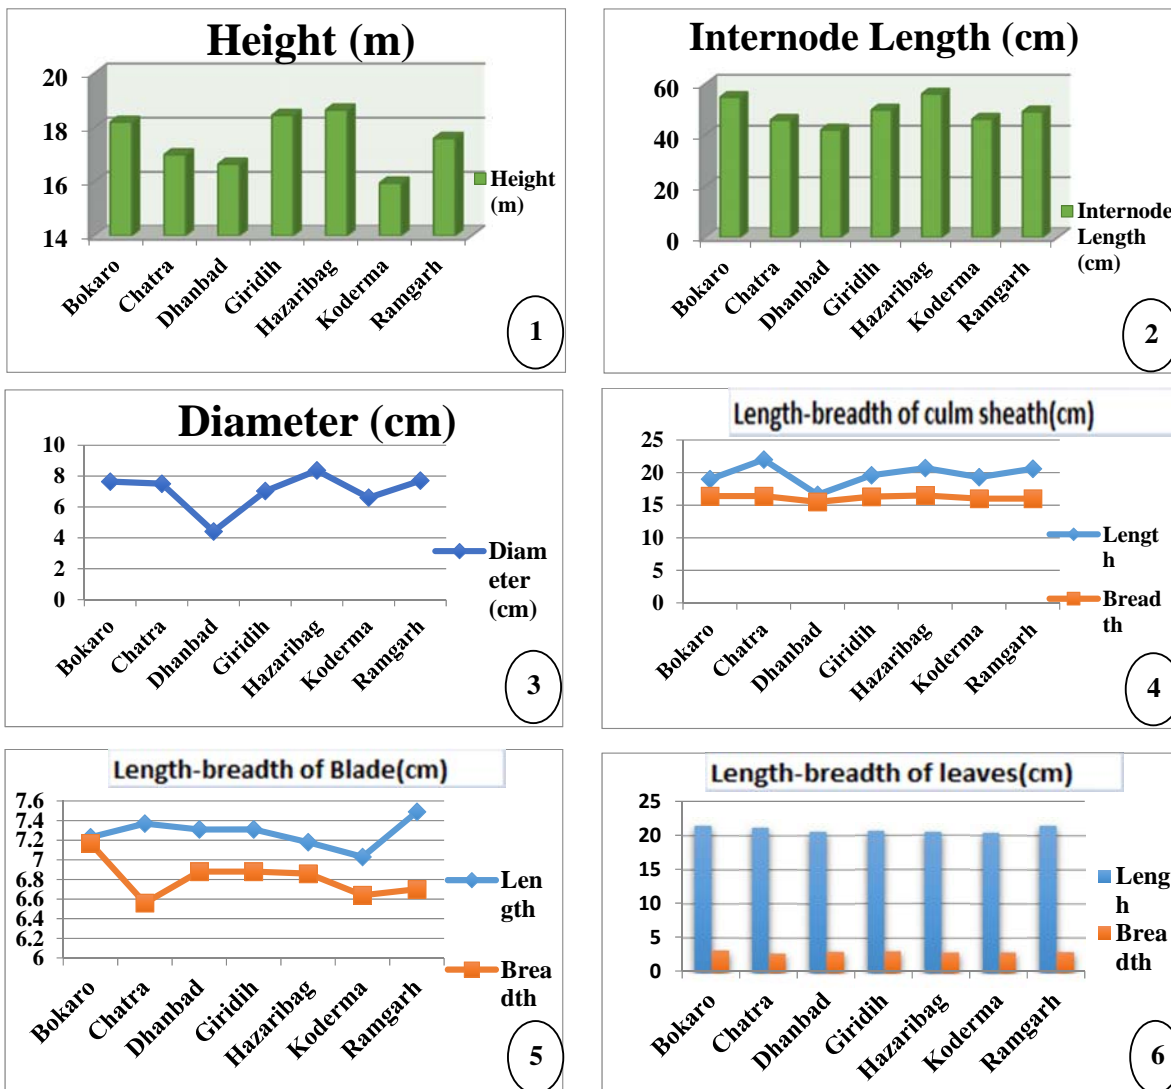 Height (m)
20
18
16
14
Height
(m)
Bokaro
Chatra
Dhanbad
Giridih
Hazaribag
Koderma
Ramgarh
1
Internode Length (cm)
60
40
20
0
Internode
Length
(cm)
Bokaro
Chatra
Dhanbad
Giridih
Hazaribag
Koderma
Ramgarh
2
Diameter (cm)
10
8
6
4
2
0
Diam
eter
(cm)
Bokaro
Chatra
Dhanbad
Giridih
Hazaribag
Koderma
Ramgarh
3
Length-breadth of culm sheath(cm)
25
20
15
10
5
0
Lengt
h
Bread
th
Bokaro
Chatra
Dhanbad
Giridih
Hazaribag
Koderma
Ramgarh
4
Length-breadth of Blade(cm)
7.6
7.4
7.2
7
6.8
6.6
6.4
6.2
6
Len
gth
Brea
dth
Bokaro
Chatra
Dhanbad
Giridih
Hazaribag
Koderma
Ramgarh
5
Length-breadth of leaves(cm)
25
20
15
10
5
0
Leng
h
Brea
dth
Bokaro
Chatra
Dhanbad
Giridih
Hazaribag
Koderma
Ramgarh
6